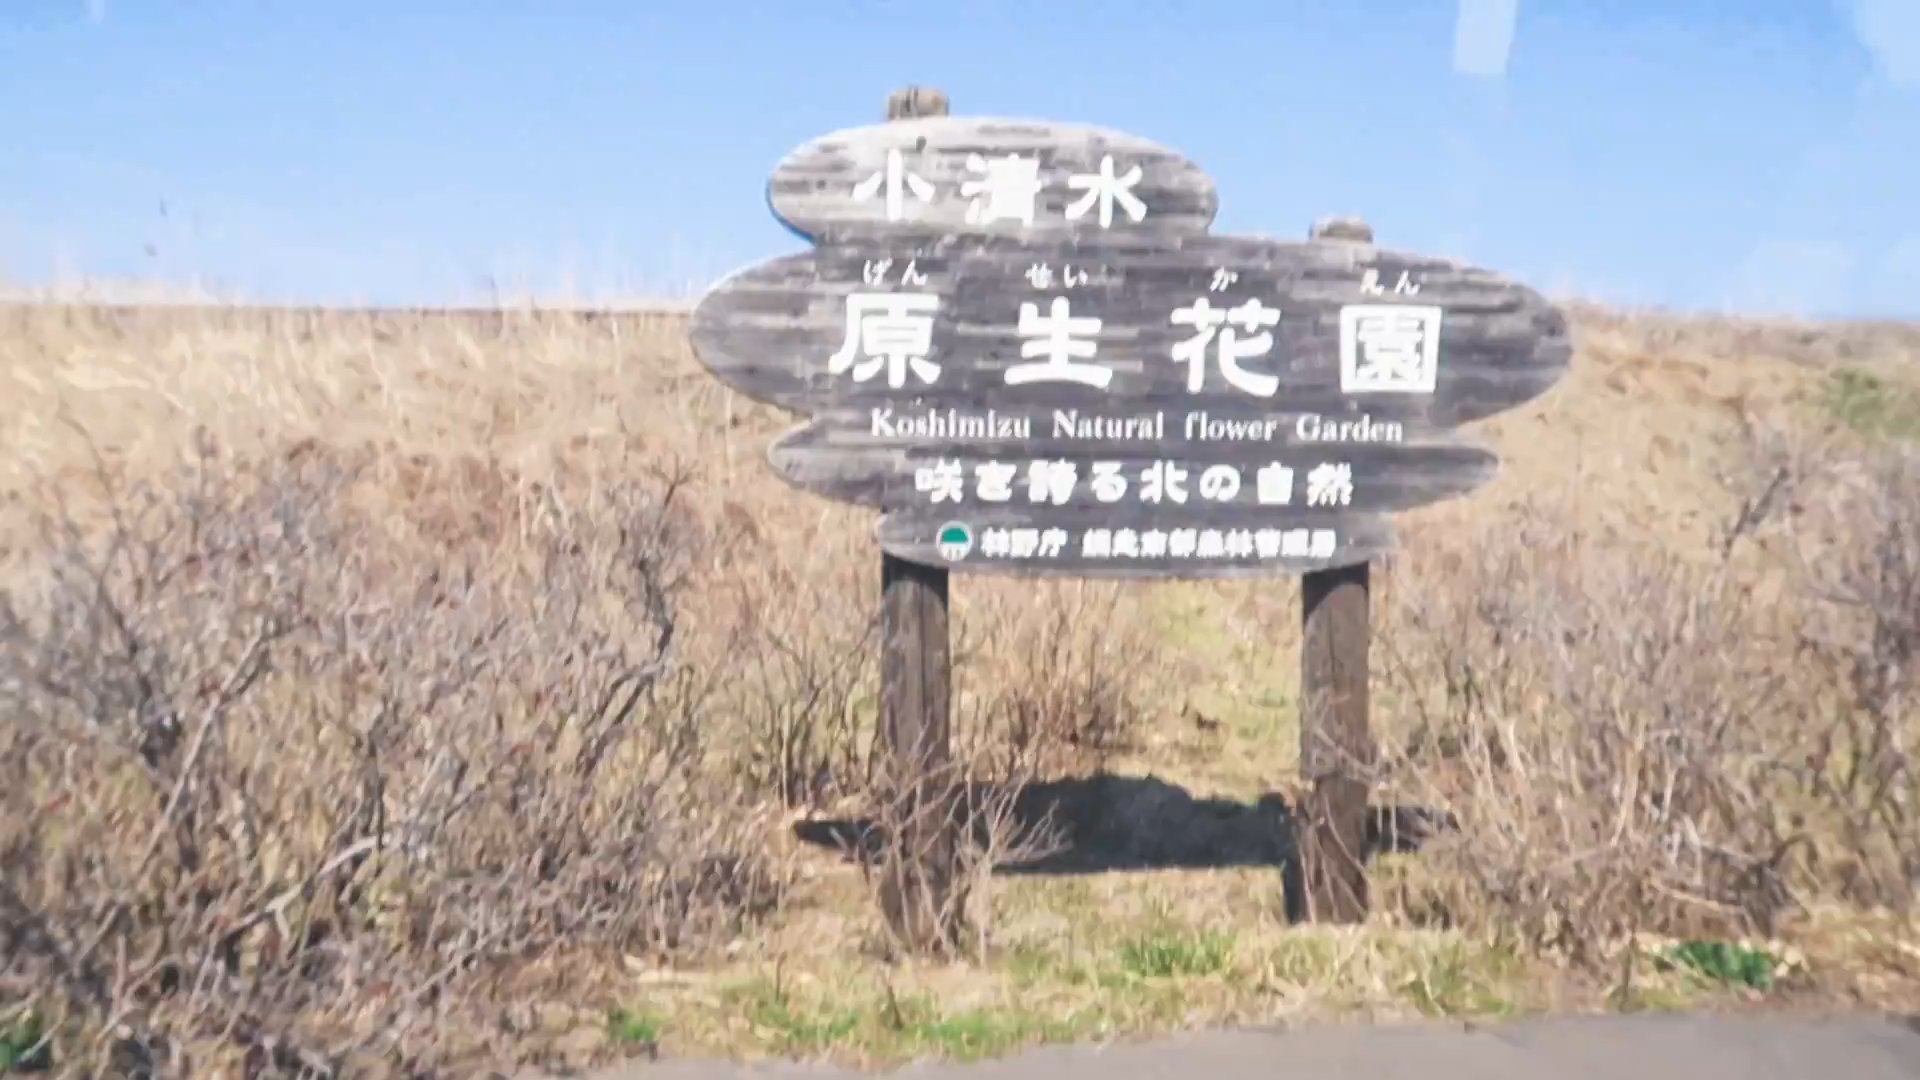 小清水
げん せい か えん
原生花園
Koshimizu Natural flower Garden
咲き誇る北の自然
林野庁 網走南部森林管理署